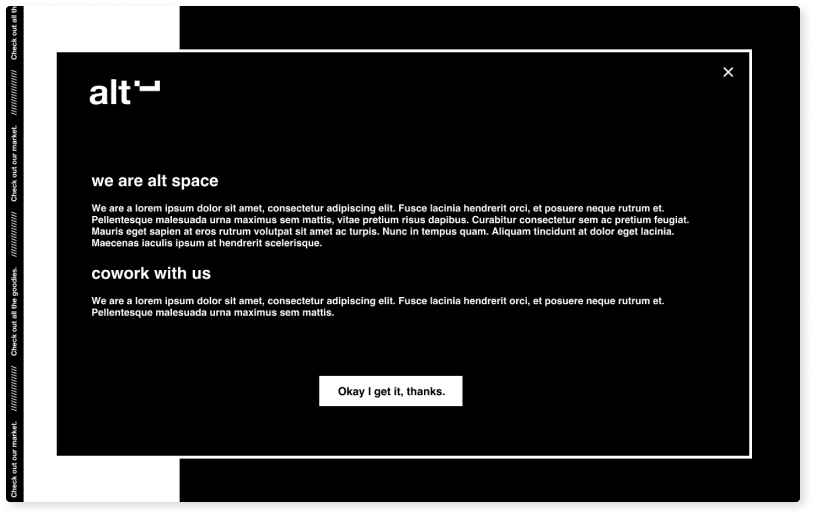 Check out all th
Check out our market.
Check out all the goodies.
Check out our market.
alt
we are alt space
We are a lorem ipsum dolor sit amet, consectetur adipiscing elit. Fusce lacinia hendrerit orci, et posuere neque rutrum et.
Pellentesque malesuada urna maximus sem mattis, vitae pretium risus dapibus. Curabitur consectetur sem ac pretium feugiat.
Mauris eget sapien at eros rutrum volutpat sit amet ac turpis. Nunc in tempus quam. Aliquam tincidunt at dolor eget lacinia.
Maecenas iaculis ipsum at hendrerit scelerisque.
cowork with us
We are a lorem ipsum dolor sit amet, consectetur adipiscing elit. Fusce lacinia hendrerit orci, et posuere neque rutrum et.
Pellentesque malesuada urna maximus sem mattis.
Okay I get it, thanks.